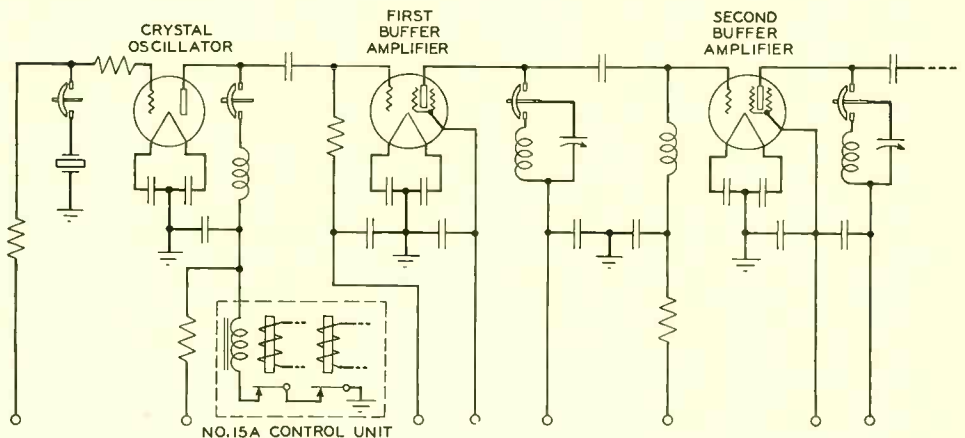 CRYSTAL
OSCILLATOR
FIRST
BUFFER
AMPLIFIER
SECOND
BUFFER
AMPLIFIER
NO.15A CONTROL UNIT